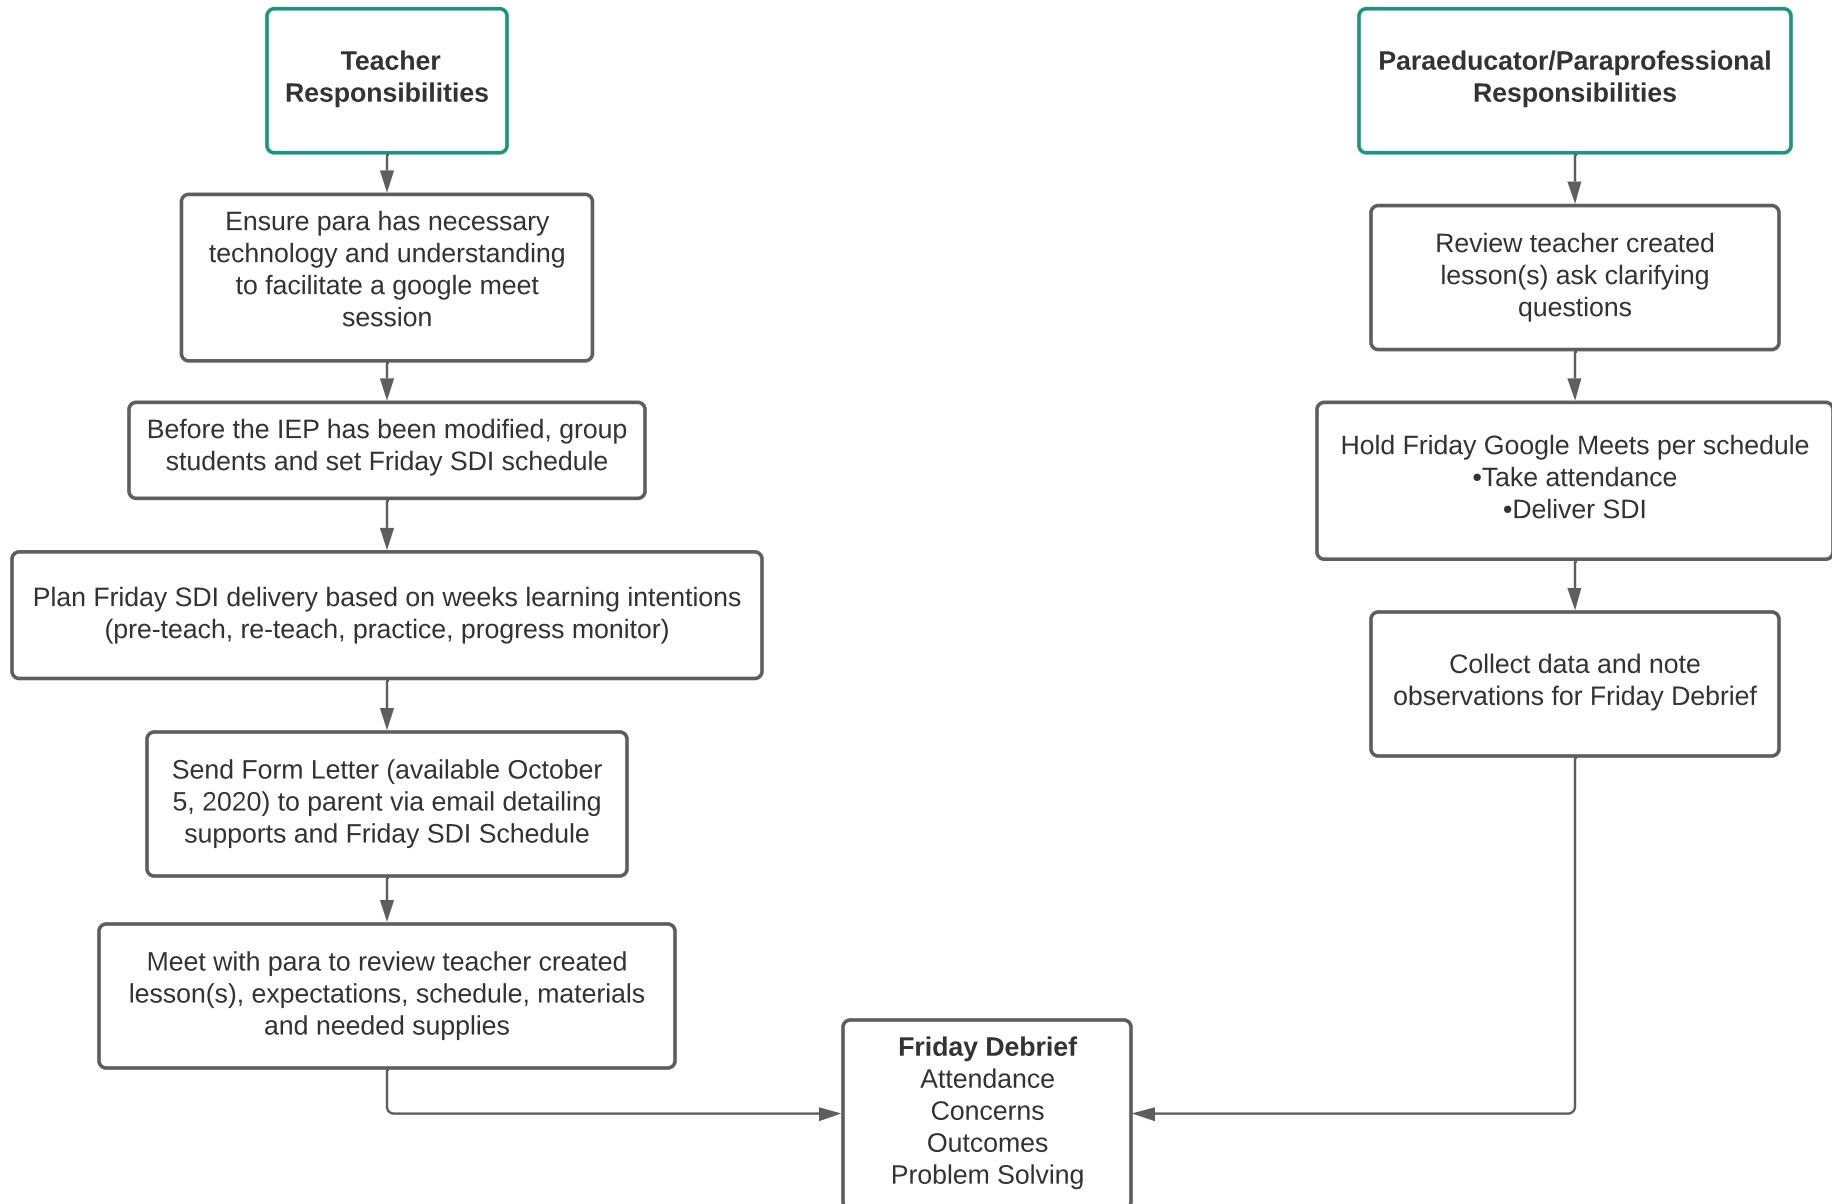 Teacher
Responsibilities
Ensure para has necessary
technology and understanding
to facilitate a google meet
session
Before the IEP has been modified, group
students and set Friday SDI schedule
Plan Friday SDI delivery based on weeks learning intentions
(pre-teach, re-teach, practice, progress monitor)
Send Form Letter (available October
5, 2020) to parent via email detailing
supports and Friday SDI Schedule
Meet with para to review teacher created
lesson(s), expectations, schedule, materials
and needed supplies
Paraeducator/Paraprofessional
Responsibilities
Review teacher created
lesson(s) ask clarifying
questions
Hold Friday Google Meets per schedule
•Take attendance
•Deliver SDI
Collect data and note
observations for Friday Debrief
Friday Debrief
Attendance
Concerns
Outcomes
Problem Solving